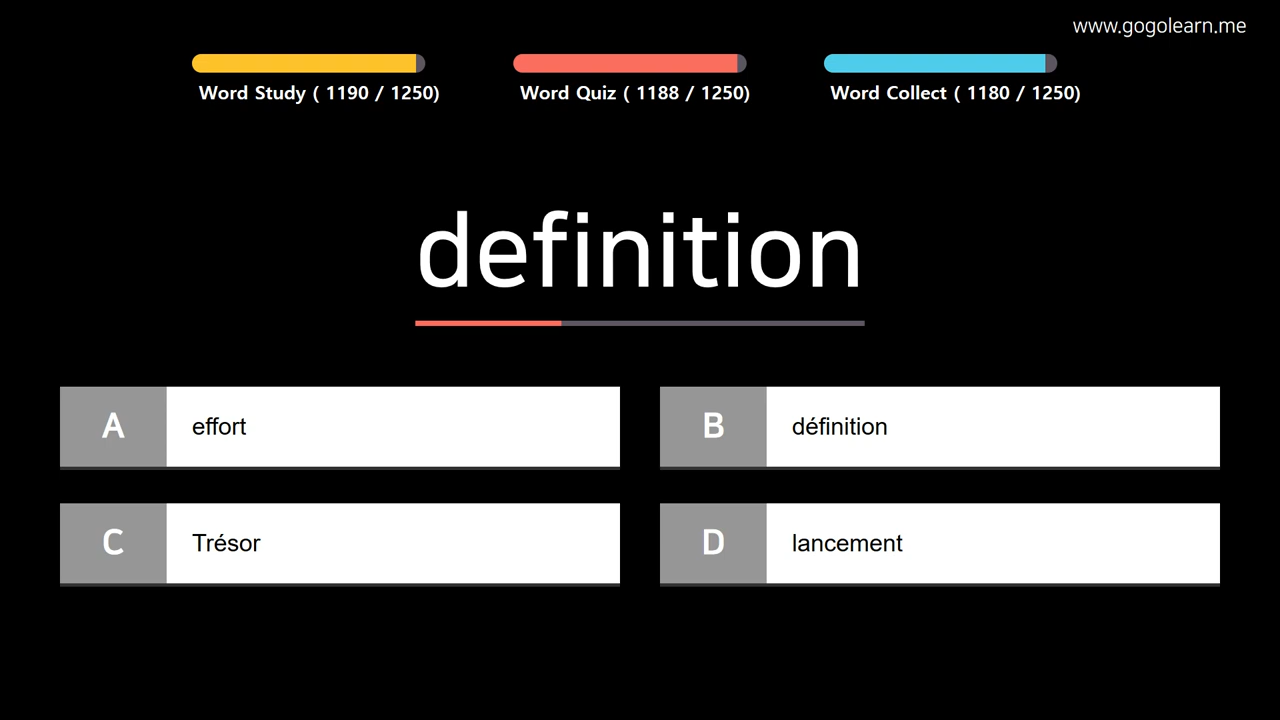 www.gogolearn.me
Word Study ( 1190 / 1250)
Word Quiz ( 1188 / 1250)
Word Collect ( 1180 / 1250)
definition
A effort
B définition
C Trésor
D lancement